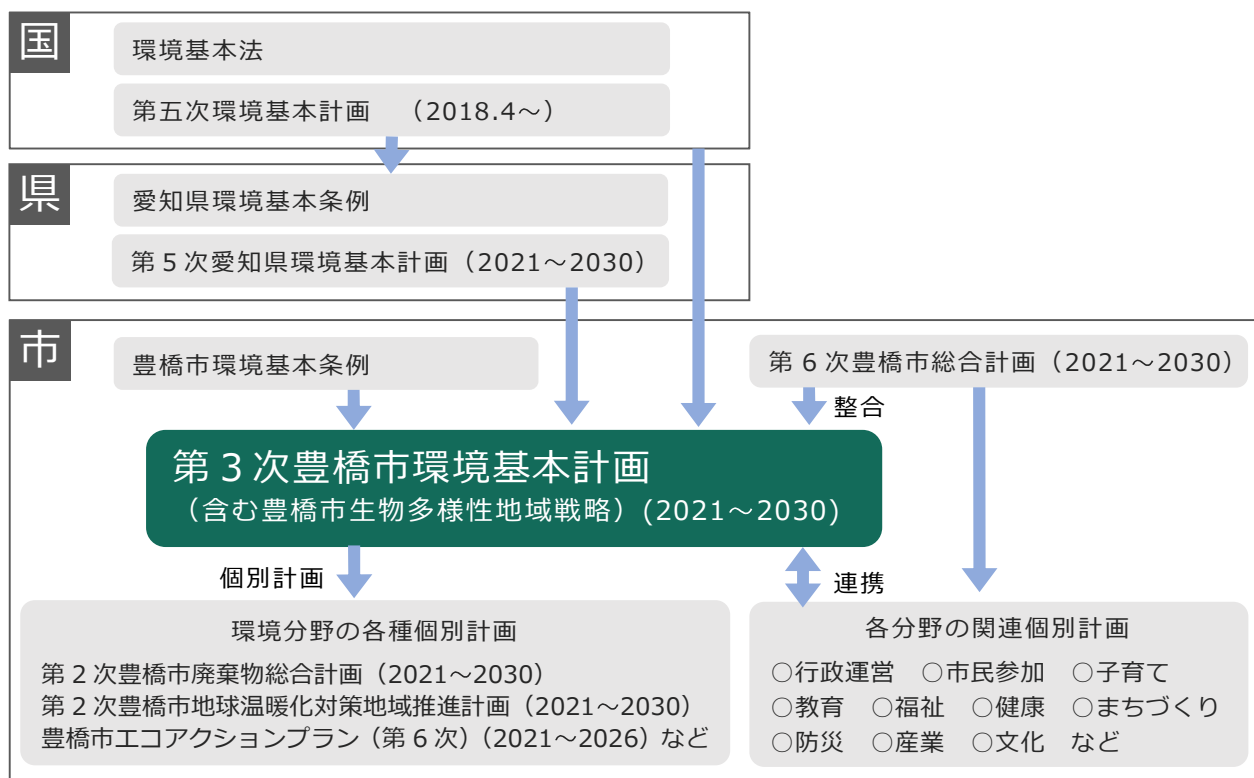 国
環境基本法
第五次環境基本計画　（2018.4～）
県
愛知県環境基本条例
第５次愛知県環境基本計画（2021～2030）
市
豊橋市環境基本条例
第６次豊橋市総合計画（2021～2030）
整合
第３次豊橋市環境基本計画
（含む豊橋市生物多様性地域戦略）(2021～2030)
個別計画
連携
環境分野の各種個別計画
第２次豊橋市廃棄物総合計画（2021～2030）
第２次豊橋市地球温暖化対策地域推進計画（2021～2030）
豊橋市エコアクションプラン（第６次）（2021～2026）など
各分野の関連個別計画
○行政運営　○市民参加　○子育て
○教育　○福祉　○健康　○まちづくり
○防災　○産業　○文化　など